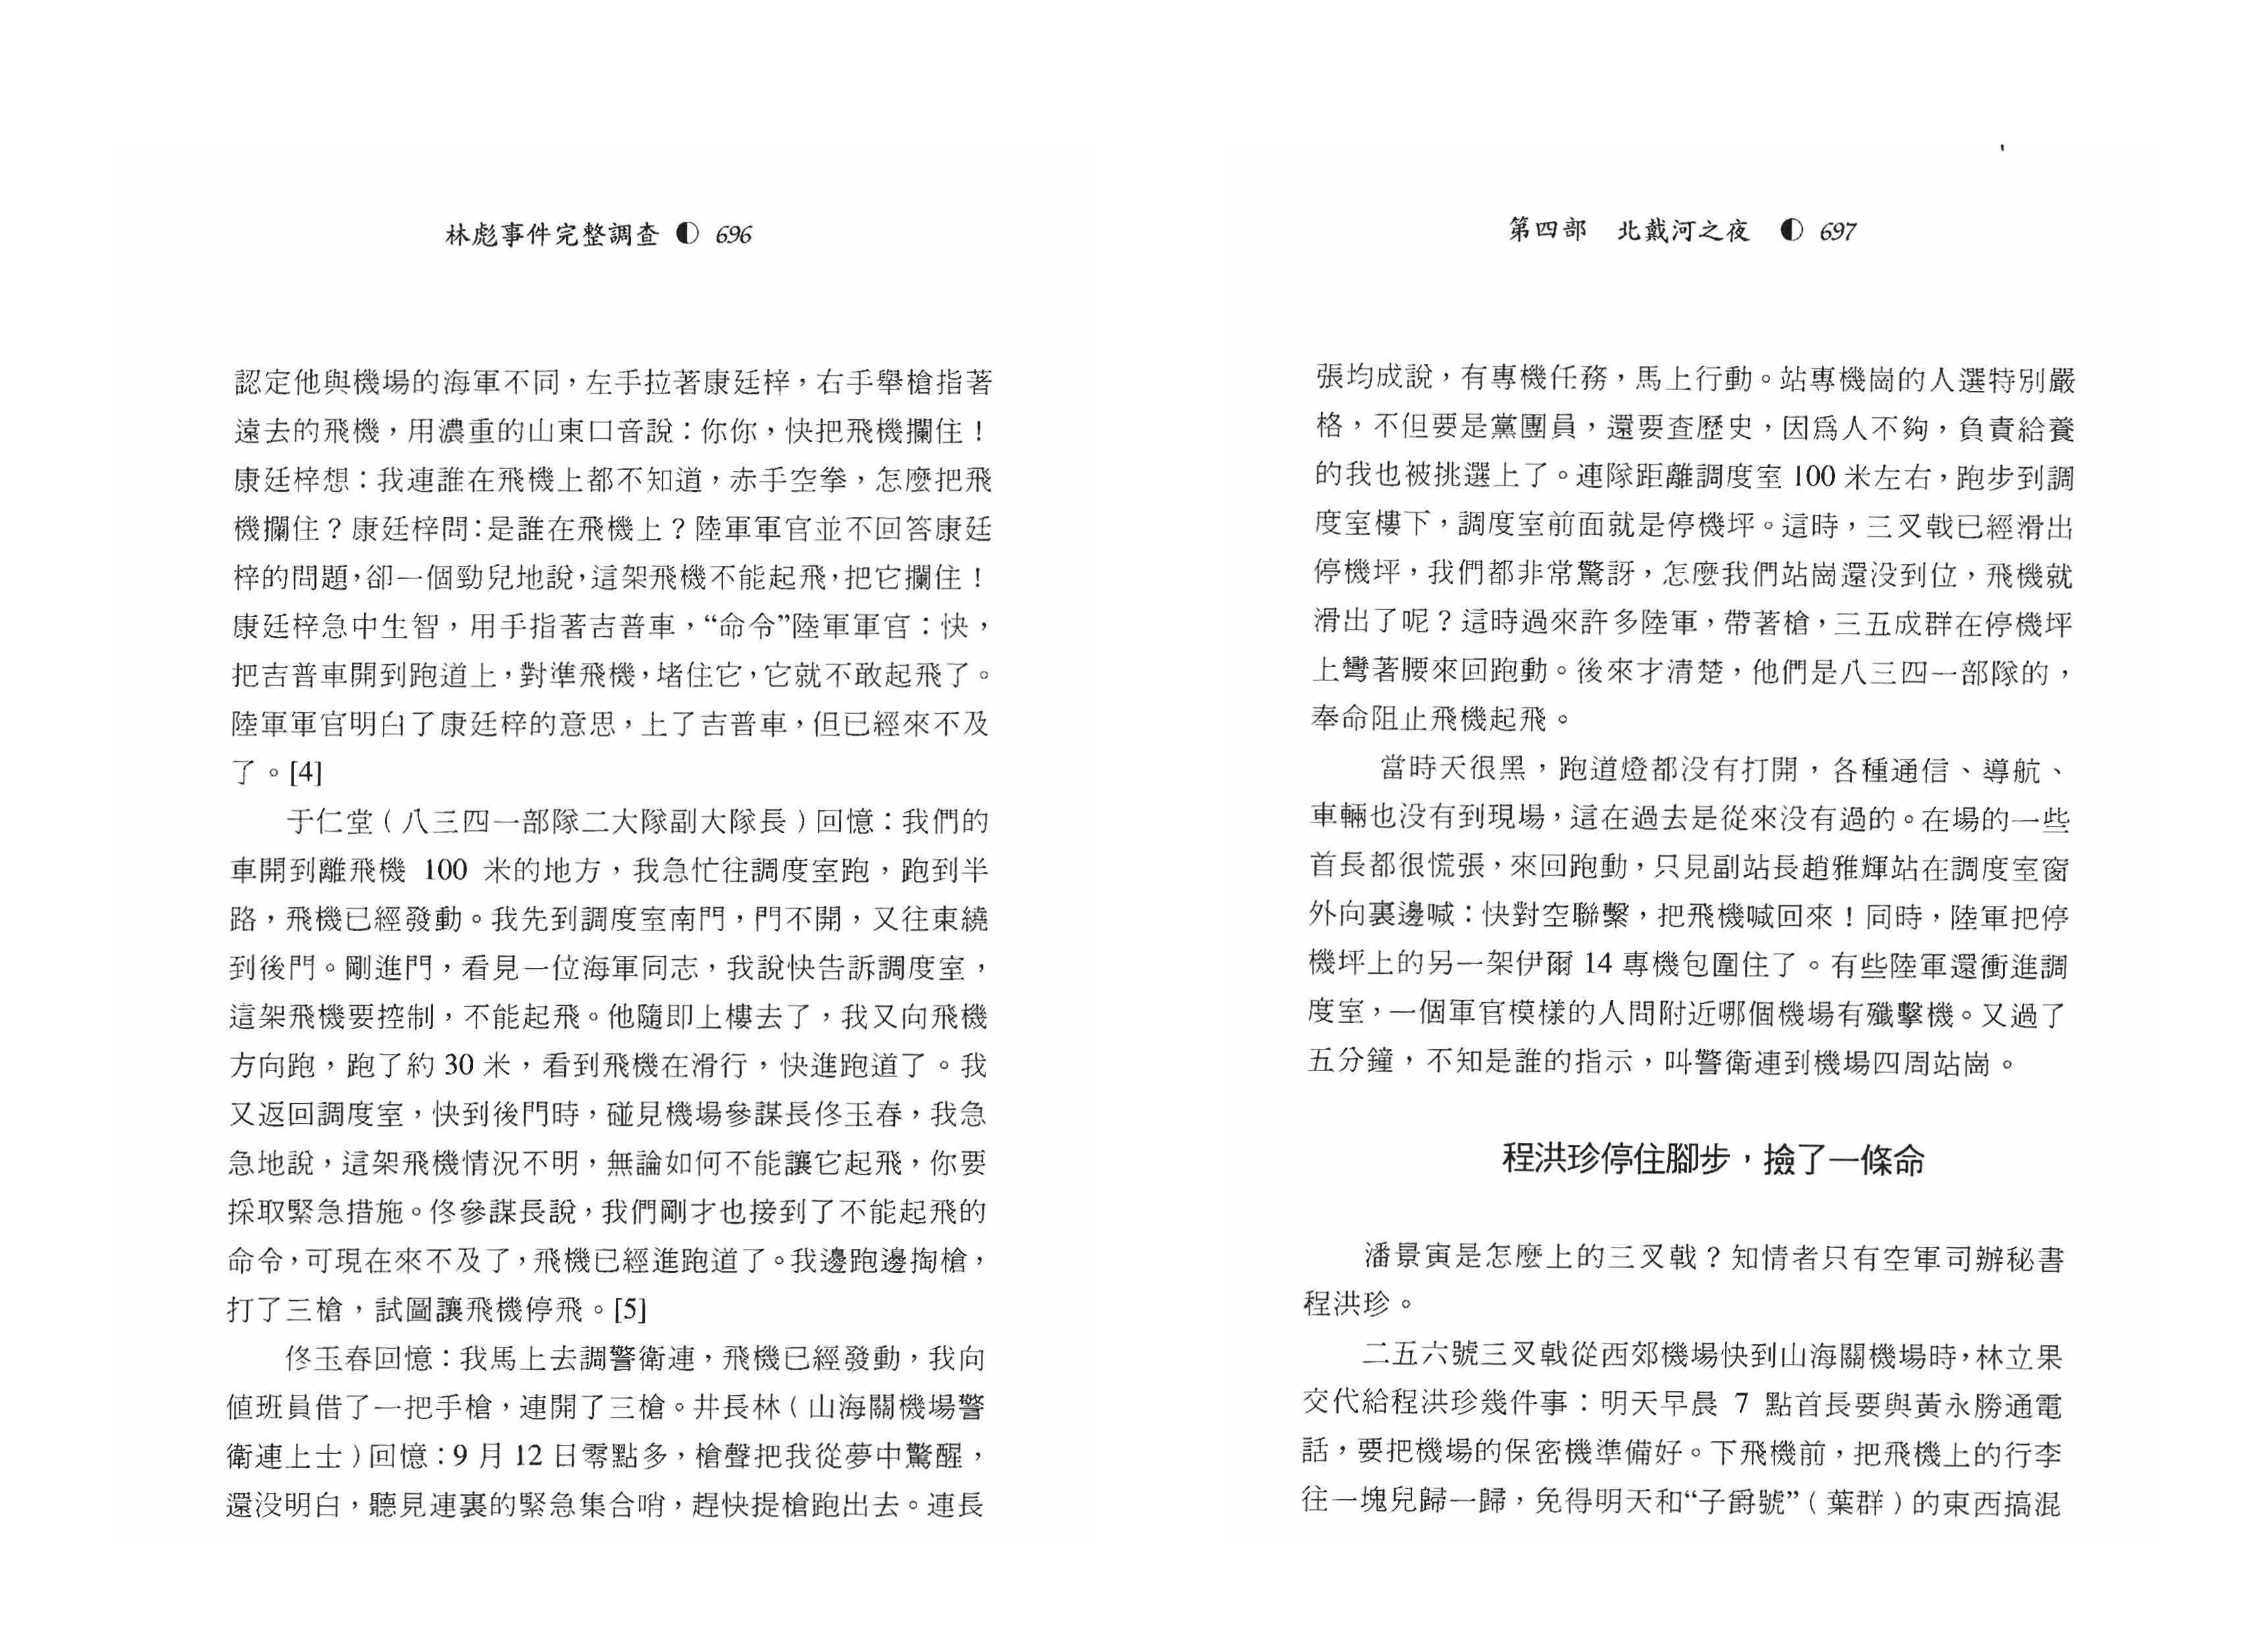 林彪事件完整調查 ◐ 696
認定他與機場的海軍不同，左手拉著康廷梓，右手舉槍指著
遠去的飛機，用濃重的山東口音說：你你，快把飛機攔住！
康廷梓想：我連誰在飛機上都不知道，赤手空拳，怎麼把飛
機攔住？康廷梓問：是誰在飛機上？陸軍軍官並不回答康廷
梓的問題，卻一個勁兒地說，這架飛機不能起飛，把它攔住！
康廷梓急中生智，用手指著吉普車，“命令”陸軍軍官：快，
把吉普車開到跑道上，對準飛機，堵住它，它就不敢起飛了。
陸軍軍官明白了康廷梓的意思，上了吉普車，但已經來不及
了。[4]
于仁堂（八三四一部隊二大隊副大隊長）回憶：我們的
車開到離飛機 100 米的地方，我急忙往調度室跑，跑到半
路，飛機已經發動。我先到調度室南門，門不開，又往東繞
到後門。剛進門，看見一位海軍同志，我說快告訴調度室，
這架飛機要控制，不能起飛。他隨即上樓去了，我又向飛機
方向跑，跑了約 30 米，看到飛機在滑行，快進跑道了。我
又返回調度室，快到後門時，碰見機場參謀長佟玉春，我急
急地說，這架飛機情況不明，無論如何不能讓它起飛，你要
採取緊急措施。佟參謀長說，我們剛才也接到了不能起飛的
命令，可現在來不及了，飛機已經進跑道了。我邊跑邊掏槍，
打了三槍，試圖讓飛機停飛。[5]
佟玉春回憶：我馬上去調警衛連，飛機已經發動，我向
值班員借了一把手槍，連開了三槍。井長林（山海關機場警
衛連上士）回憶：9 月 12 日零點多，槍聲把我從夢中驚醒，
還没明白，聽見連裏的緊急集合哨，趕快提槍跑出去。連長
第四部　北戴河之夜 ◐ 697
張均成說，有專機任務，馬上行動。站專機崗的人選特別嚴
格，不但要是黨團員，還要查歷史，因爲人不夠，負責給養
的我也被挑選上了。連隊距離調度室 100 米左右，跑步到調
度室樓下，調度室前面就是停機坪。這時，三叉戟已經滑出
停機坪，我們都非常驚訝，怎麼我們站崗還没到位，飛機就
滑出了呢？這時過來許多陸軍，帶著槍，三五成群在停機坪
上彎著腰來回跑動。後來才清楚，他們是八三四一部隊的，
奉命阻止飛機起飛。
當時天很黑，跑道燈都没有打開，各種通信、導航、
車輛也没有到現場，這在過去是從來没有過的。在場的一些
首長都很慌張，來回跑動，只見副站長趙雅輝站在調度室窗
外向裏邊喊：快對空聯繫，把飛機喊回來！同時，陸軍把停
機坪上的另一架伊爾 14 專機包圍住了。有些陸軍還衝進調
度室，一個軍官模樣的人問附近哪個機場有殲擊機。又過了
五分鐘，不知是誰的指示，叫警衛連到機場四周站崗。
程洪珍停住腳步，撿了一條命
潘景寅是怎麼上的三叉戟？知情者只有空軍司辦秘書
程洪珍。
二五六號三叉戟從西郊機場快到山海關機場時，林立果
交代給程洪珍幾件事：明天早晨 7 點首長要與黃永勝通電
話，要把機場的保密機準備好。下飛機前，把飛機上的行李
往一塊兒歸一歸，免得明天和“子爵號”（葉群）的東西搞混